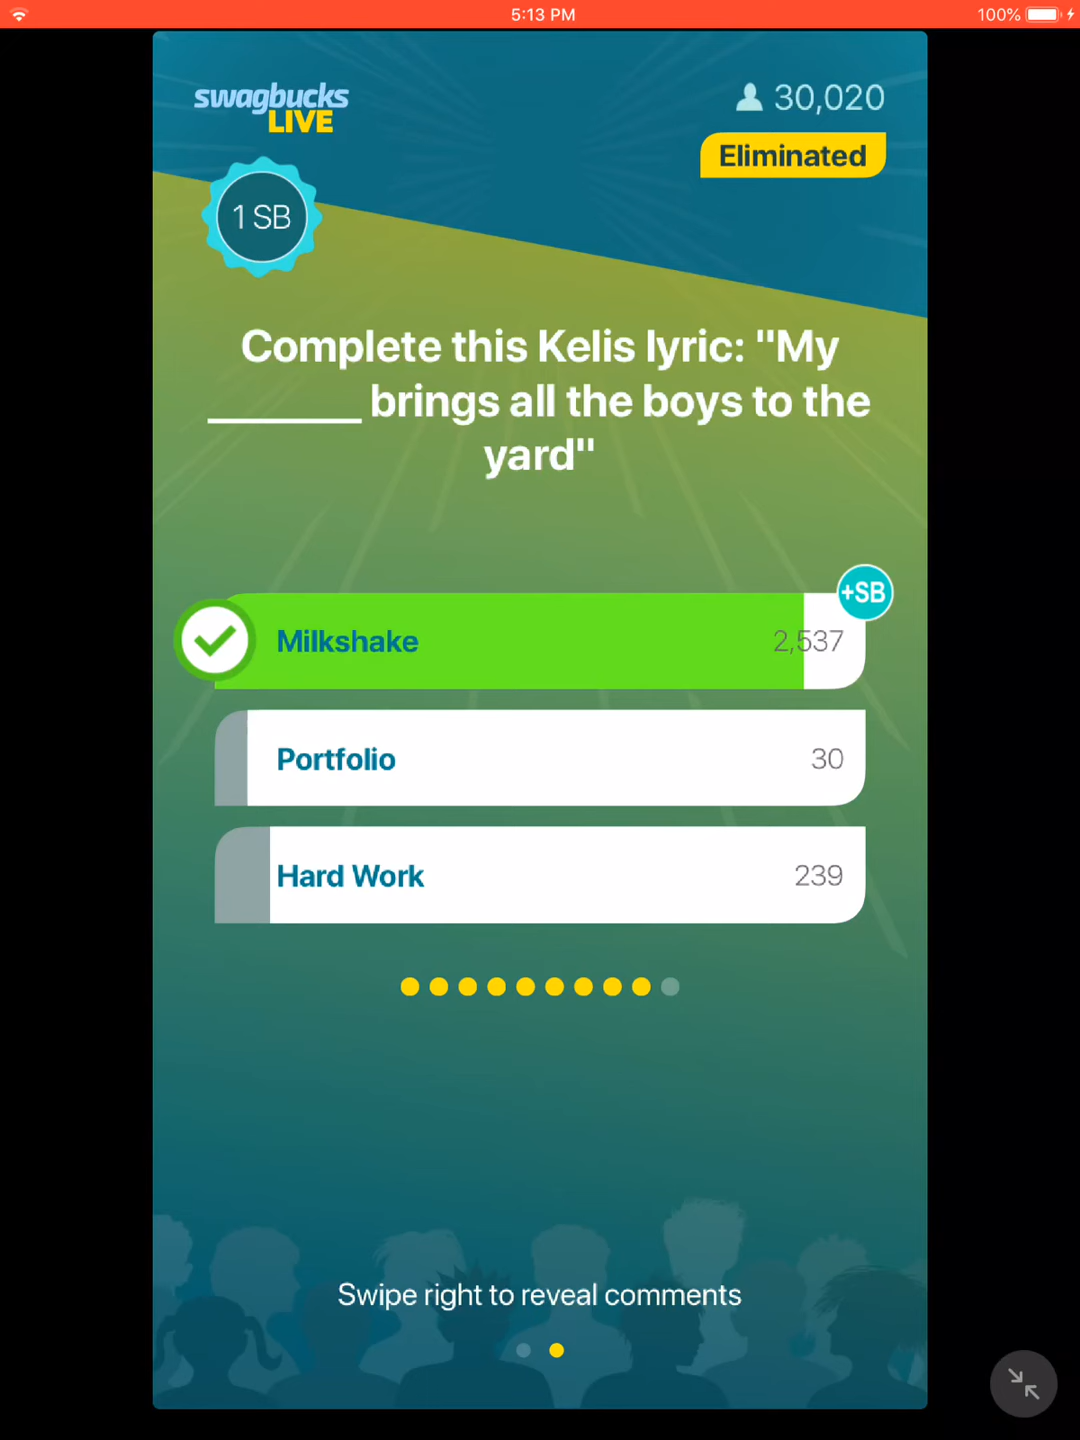 5:13 PM
100%
swagbucks
LIVE
30,020
Eliminated
1 SB
Complete this Kelis lyric: "My
________ brings all the boys to the
yard"
+SB
Milkshake 2,537
Portfolio 30
Hard Work 239
Swipe right to reveal comments